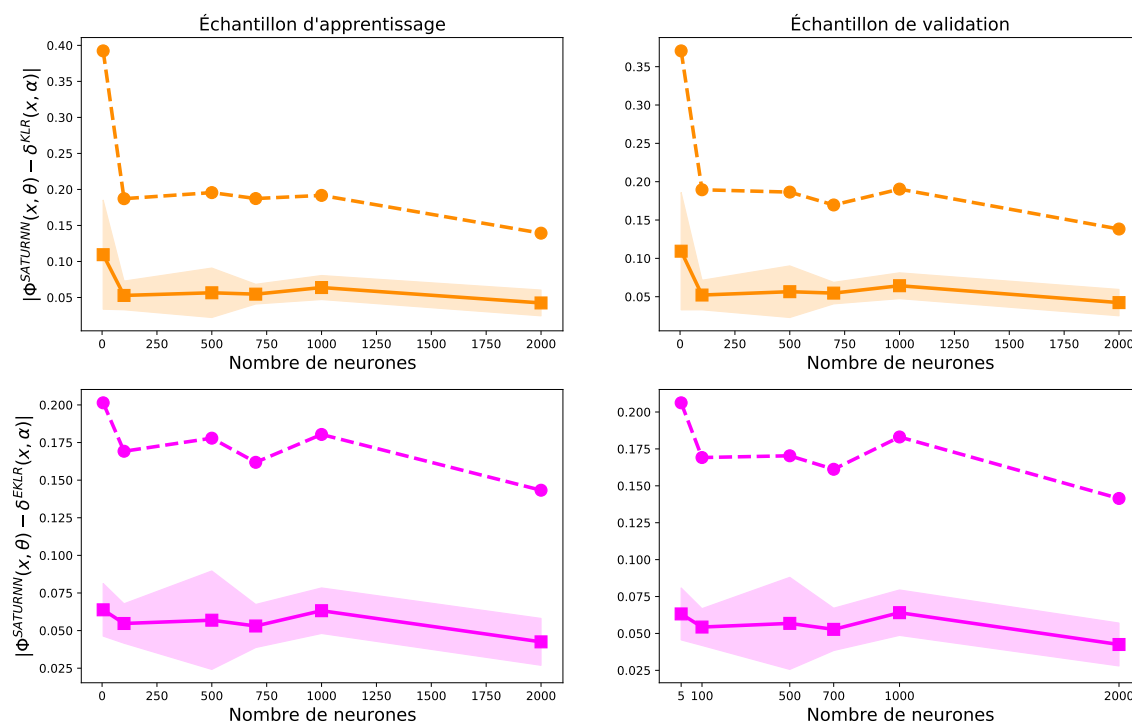 Échantillon d'apprentissage
Échantillon de validation
|Φ^SATURNN(x, θ) − δ^KLR(x, α)|
0.40
0.35
0.30
0.25
0.20
0.15
0.10
0.05
0 250 500 750 1000 1250 1500 1750 2000
Nombre de neurones
0.35
0.30
0.25
0.20
0.15
0.10
0.05
0 250 500 750 1000 1250 1500 1750 2000
Nombre de neurones
|Φ^SATURNN(x, θ) − δ^EKLR(x, α)|
0.200
0.175
0.150
0.125
0.100
0.075
0.050
0.025
0 250 500 750 1000 1250 1500 1750 2000
Nombre de neurones
0.200
0.175
0.150
0.125
0.100
0.075
0.050
0.025
5 100 500 700 1000 2000
Nombre de neurones